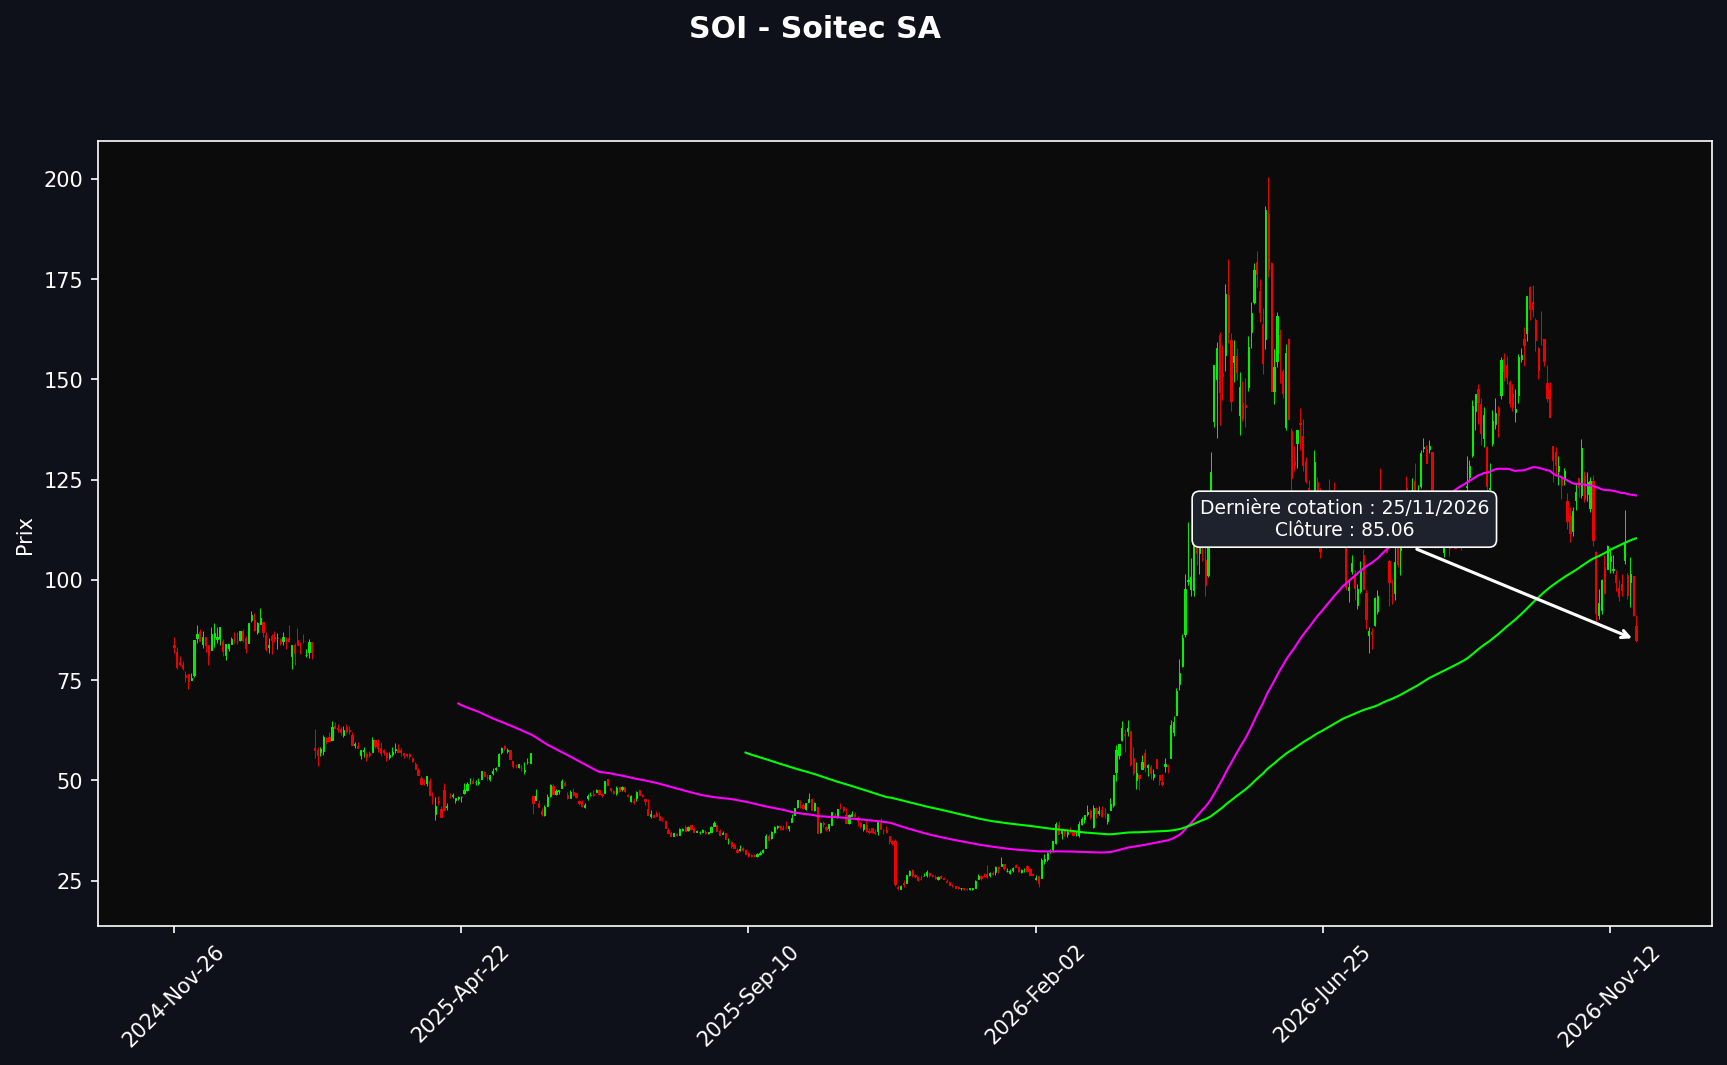 SOI - Soitec SA
Prix
200
175
150
125
100
75
50
25
Dernière cotation : 25/11/2026
Clôture : 85.06
2024-Nov-26
2025-Apr-22
2025-Sep-10
2026-Feb-02
2026-Jun-25
2026-Nov-12